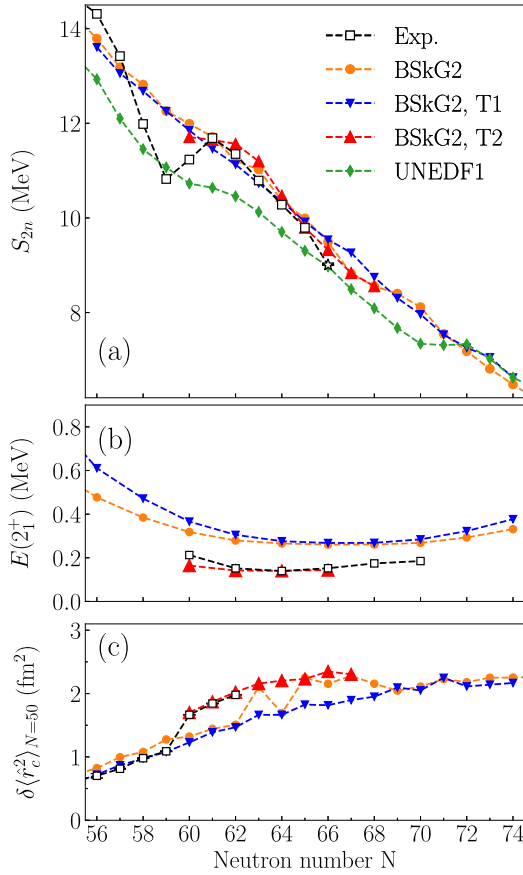 14
12
10
8
S₂ₙ (MeV)
Exp.
BSkG2
BSkG2, T1
BSkG2, T2
UNEDF1
(a)
0.8
0.6
0.4
0.2
0.0
E(2₁⁺) (MeV)
(b)
3
2
1
0
δ⟨r̂c²⟩N=50 (fm²)
(c)
56 58 60 62 64 66 68 70 72 74
Neutron number N